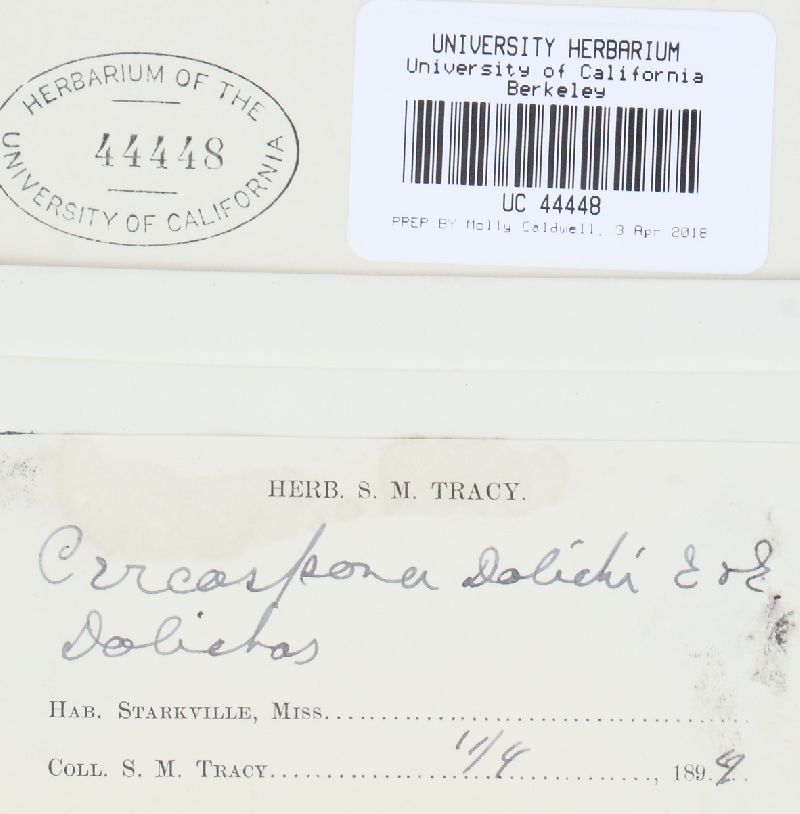 HERBARIUM OF THE
44448
UNIVERSITY OF CALIFORNIA
UNIVERSITY HERBARIUM
University of California
Berkeley
UC 44448
PREP BY Molly Caldwell, 3 Apr 2018
HERB. S. M. TRACY.
Cercospora Dolichi E & E.
Dolichos
HAB. STARKVILLE, MISS.
COLL. S. M. TRACY 11/4, 189